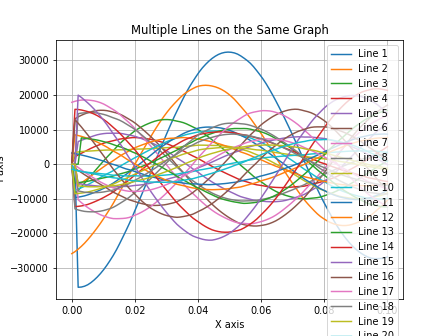 Multiple Lines on the Same Graph
30000
20000
10000
0
−10000
−20000
−30000
0.00
0.02
0.04
0.06
0.08
X axis
Line 1
Line 2
Line 3
Line 4
Line 5
Line 6
Line 7
Line 8
Line 9
Line 10
Line 11
Line 12
Line 13
Line 14
Line 15
Line 16
Line 17
Line 18
Line 19
Line 20